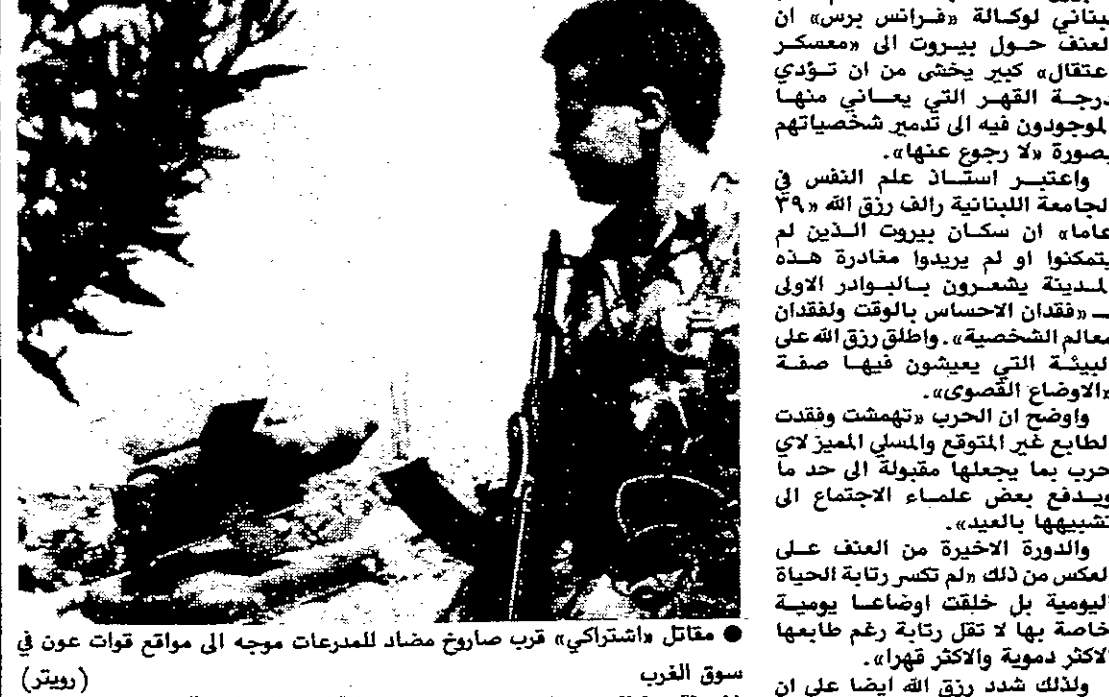 لبناني لوكالة «فرانس برس» ان
العنف حول بيروت الى «معسكر
اعتقال» كبير يخشى من ان تؤدي
درجة القهر التي يعاني منها
الموجودون فيه الى تدمير شخصياتهم
بصورة «لا رجوع عنها».
واعتبر استاذ علم النفس في
الجامعة اللبنانية رالف رزق الله «٣٩
عاما» ان سكان بيروت الذين لم
يتمكنوا او لم يريدوا مغادرة هذه
المدينة يشعرون بالبوادر الاولى
لـ «فقدان الاحساس بالوقت ولفقدان
معالم الشخصية». واطلق رزق الله على
البيئة التي يعيشون فيها صفة
«الاوضاع القصوى».
واوضح ان الحرب «تهمشت وفقدت
الطابع غير المتوقع والمسلي المميز لاي
حرب بما يجعلها مقبولة الى حد ما
ويدفع بعض علماء الاجتماع الى
تشبيهها بالعيد».
والدورة الاخيرة من العنف على
العكس من ذلك «لم تكسر رتابة الحياة
اليومية بل خلقت اوضاعا يومية
خاصة بها لا تقل رتابة رغم طابعها
الاكثر دموية والاكثر قهرا».
ولذلك شدد رزق الله ايضا على ان
● مقاتل «اشتراكي» قرب صاروخ مضاد للمدرعات موجه الى مواقع قوات عون في
سوق الغرب (رويتر)